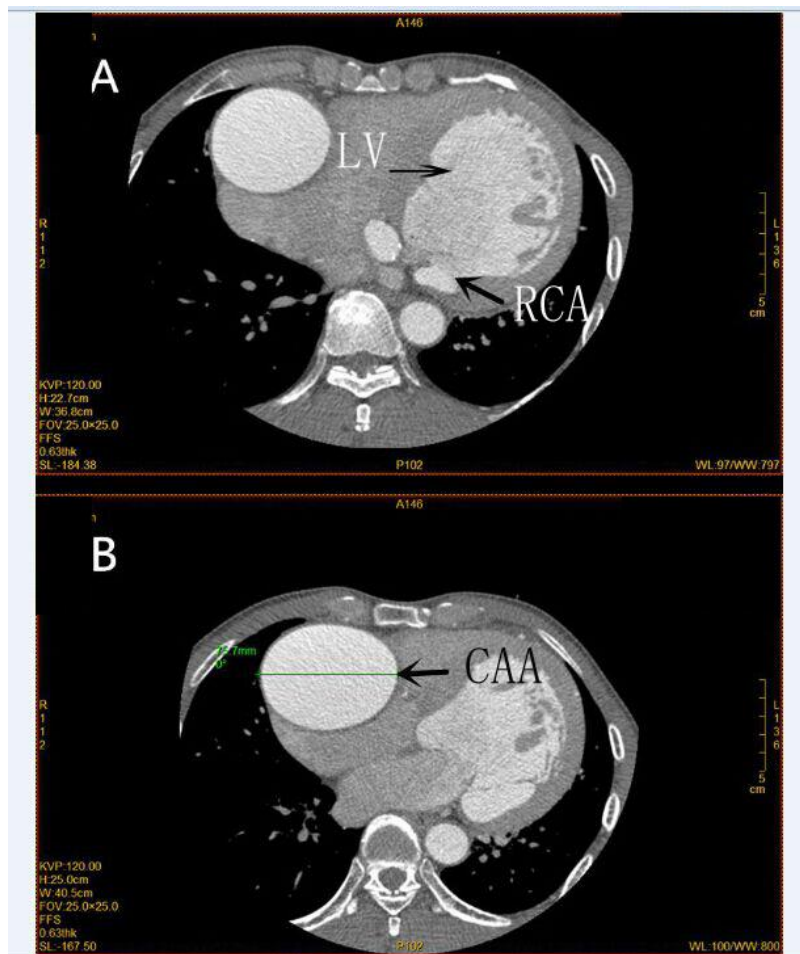 A146
A
LV
RCA
R
1
1
2
L
1
3
6
5
cm
KVP:120.00
H:22.7cm
W:36.8cm
FOV:25.0×25.0
FFS
0.63thk
SL:-184.38
P102
WL:97/WW:797
A146
B
CAA
0°
R
1
1
2
L
1
3
6
5
cm
KVP:120.00
H:25.0cm
W:40.5cm
FOV:25.0×25.0
FFS
0.63thk
SL:-167.50
P102
WL:100/WW:800